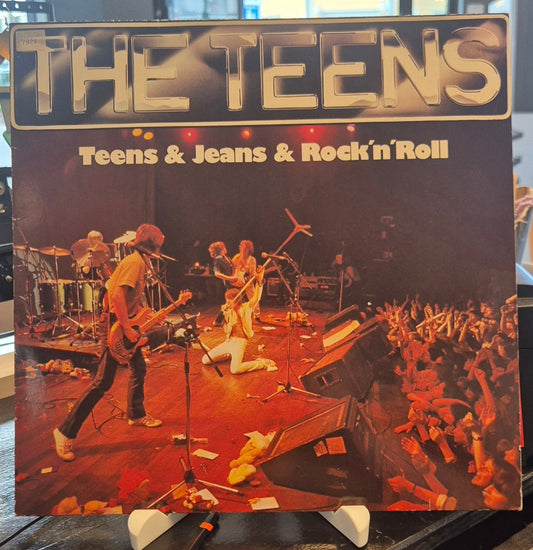 THE TEENS
Teens & Jeans & Rock'n'Roll